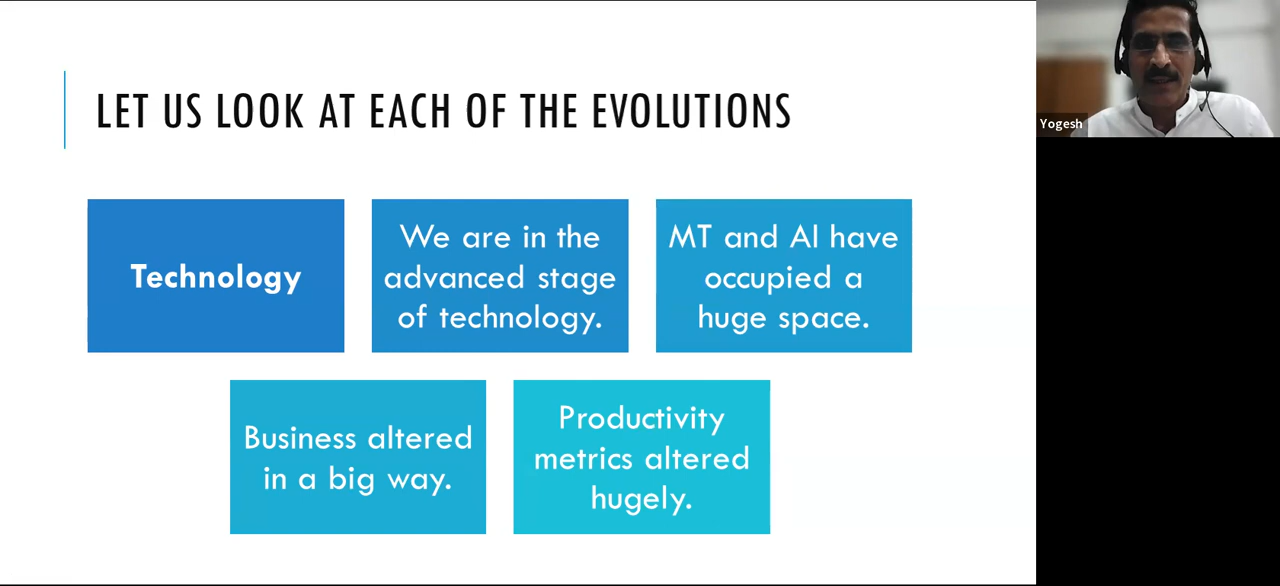 LET US LOOK AT EACH OF THE EVOLUTIONS
Technology
We are in the
advanced stage
of technology.
MT and AI have
occupied a
huge space.
Business altered
in a big way.
Productivity
metrics altered
hugely.
Yogesh